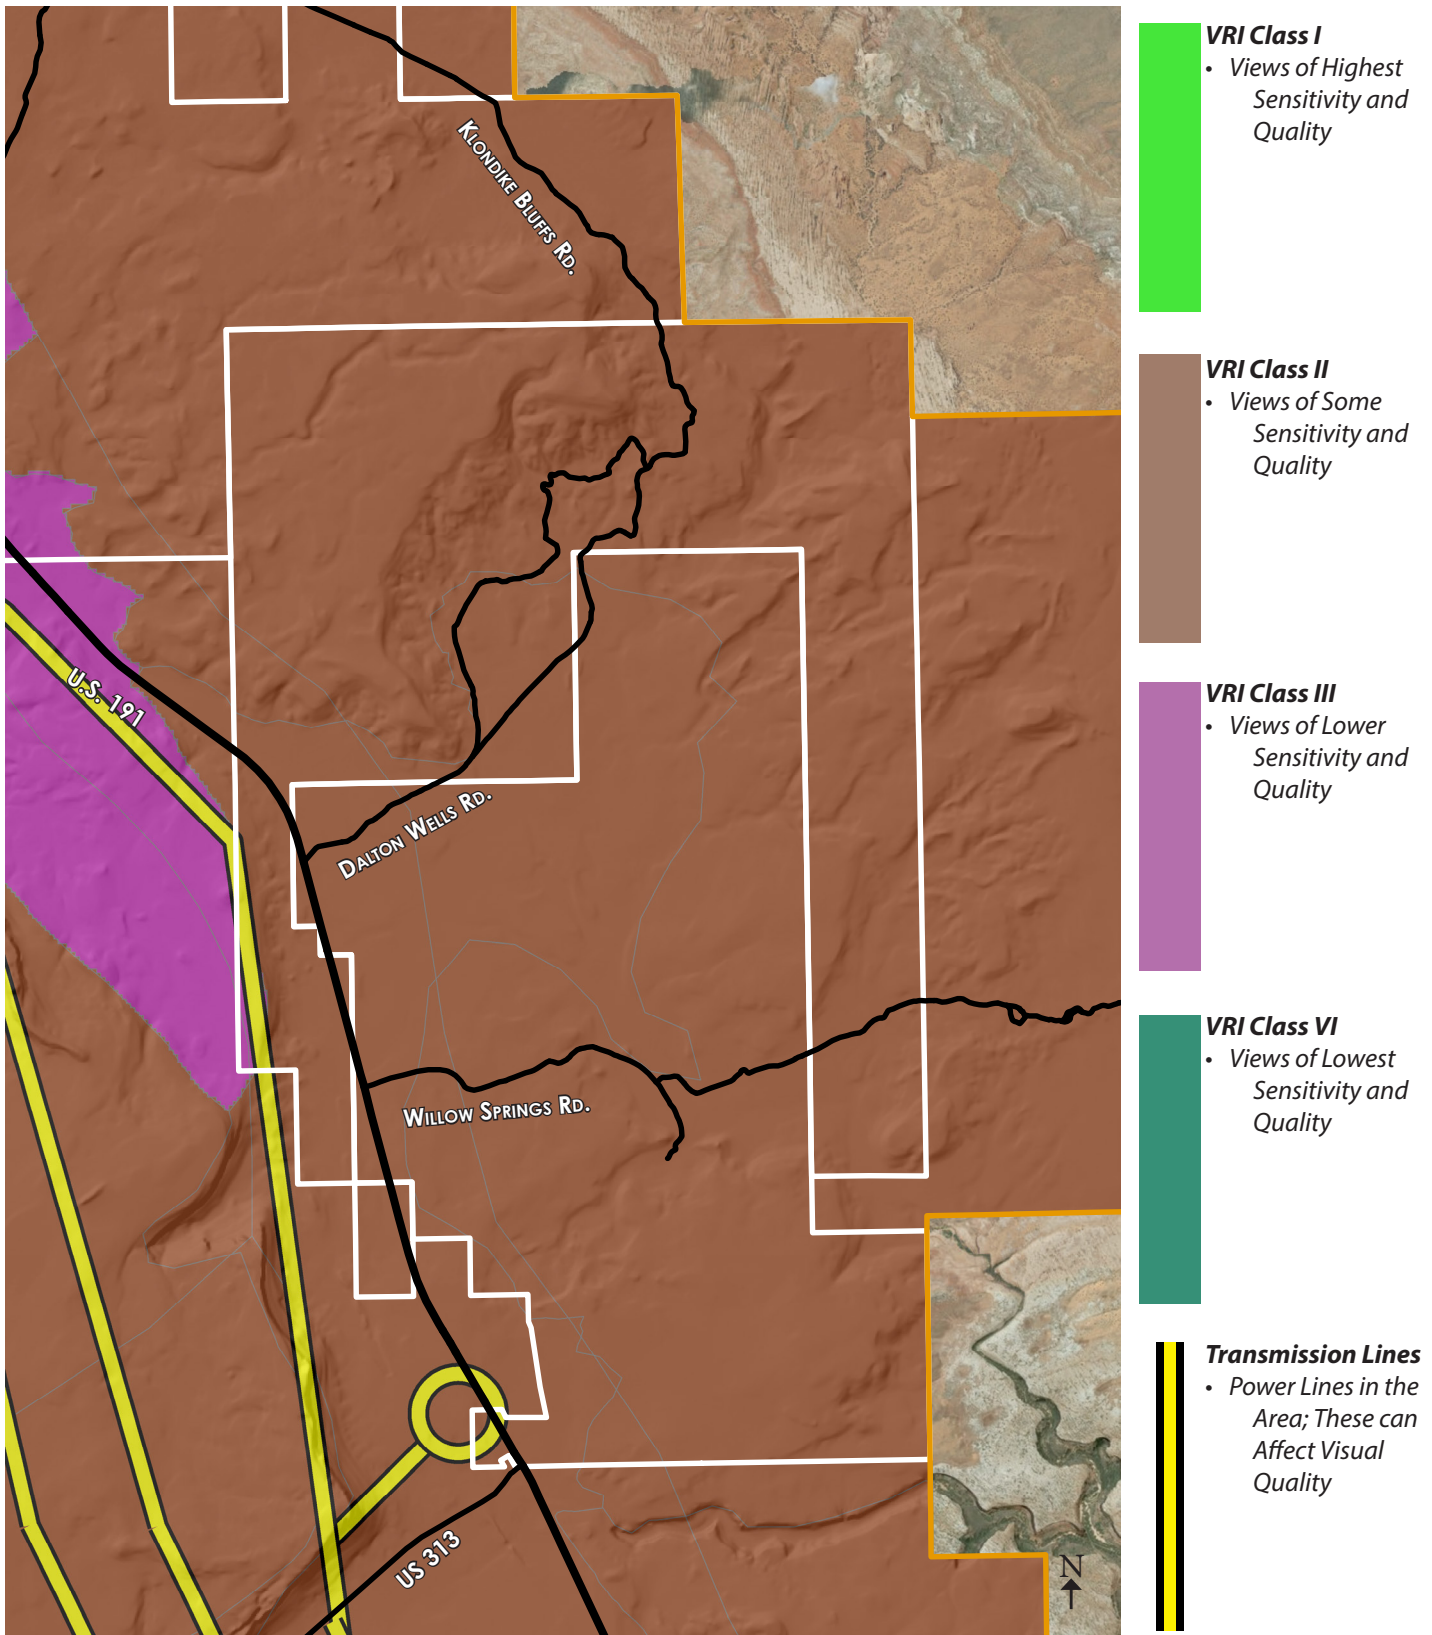 Klondike Bluffs Rd.
U.S. 191
Dalton Wells Rd.
Willow Springs Rd.
US 313
N
VRI Class I
• Views of Highest
Sensitivity and
Quality
VRI Class II
• Views of Some
Sensitivity and
Quality
VRI Class III
• Views of Lower
Sensitivity and
Quality
VRI Class VI
• Views of Lowest
Sensitivity and
Quality
Transmission Lines
• Power Lines in the
Area; These can
Affect Visual
Quality